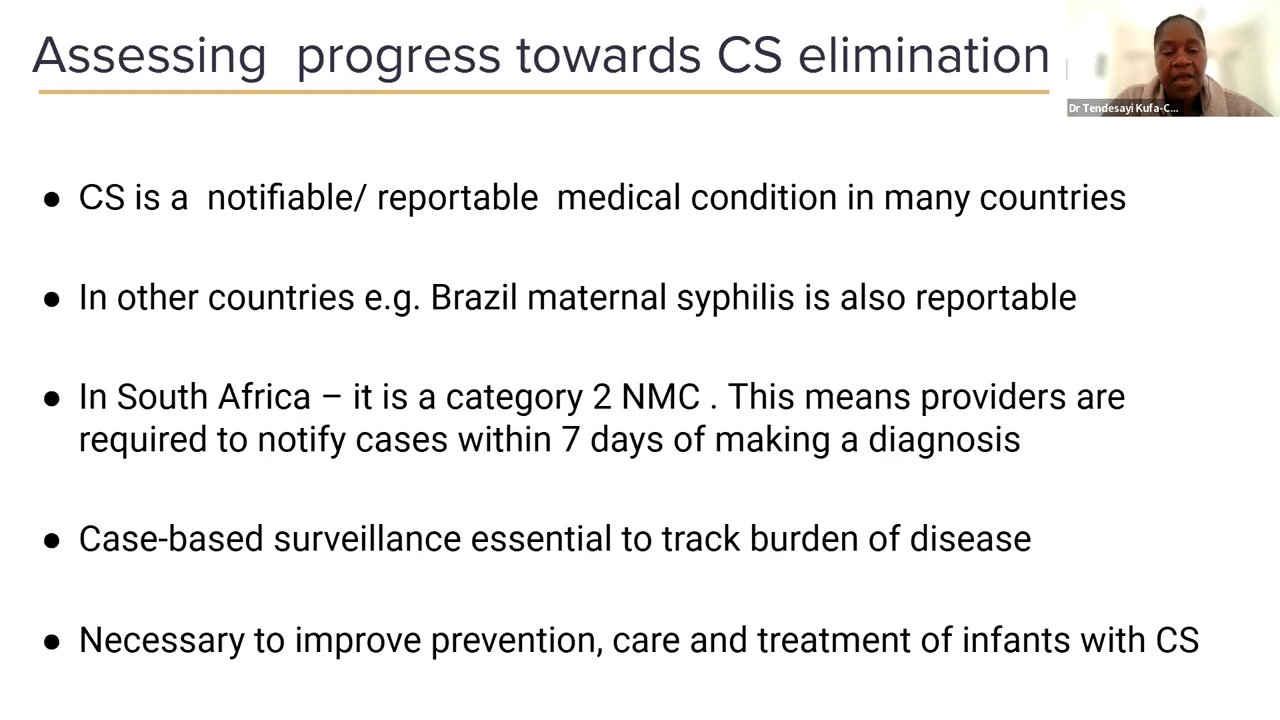 Assessing progress towards CS elimination
Dr Tendesayi Kufa-C...
● CS is a notifiable/ reportable medical condition in many countries
● In other countries e.g. Brazil maternal syphilis is also reportable
● In South Africa – it is a category 2 NMC . This means providers are
required to notify cases within 7 days of making a diagnosis
● Case-based surveillance essential to track burden of disease
● Necessary to improve prevention, care and treatment of infants with CS